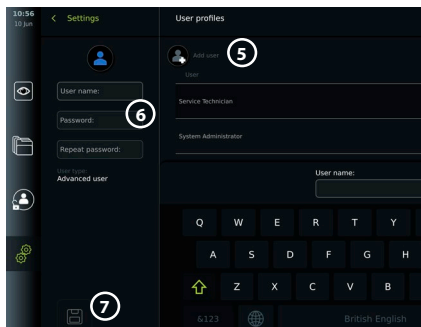 10:56
10 Jun
Settings
User profiles
5
Add user
User
User name:
Service Technician
Password:
6
System Administrator
Repeat password:
User type:
Advanced user
User name:
Q W E R T Y
A S D F G H
Z X C V B
7
&123
British English